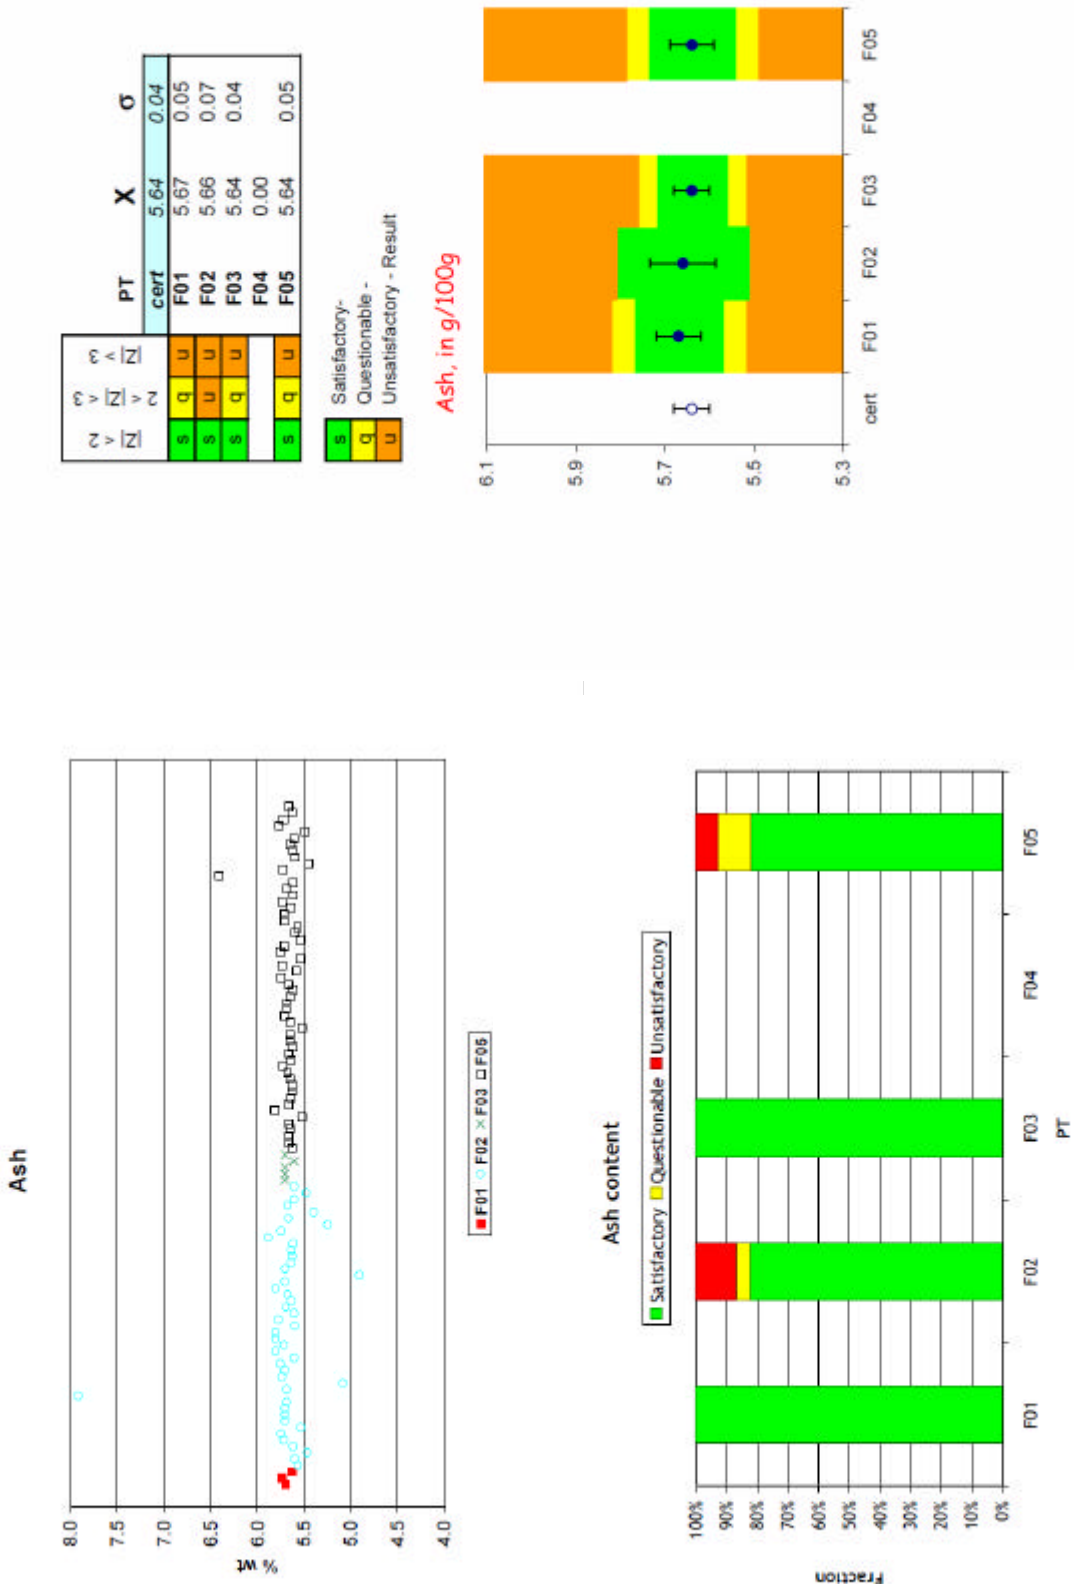 Ash
8.0
7.5
7.0
6.5
6.0
5.5
5.0
4.5
4.0
% wt
F01 F02 F03 F05
|Z| < 2 2 < |Z| < 3 |Z| > 3 PT X σ
cert 5.64 0.04
s q u F01 5.67 0.05
s u u F02 5.66 0.07
s q u F03 5.64 0.04
F04 0.00
s q u F05 5.64 0.05
s Satisfactory-
q Questionable -
u Unsatisfactory - Result
Ash content
Satisfactory Questionable Unsatisfactory
100%
90%
80%
70%
60%
50%
40%
30%
20%
10%
0%
Fraction
F01 F02 F03 F04 F05
PT
Ash, in g/100g
6.1
5.9
5.7
5.5
5.3
cert F01 F02 F03 F04 F05